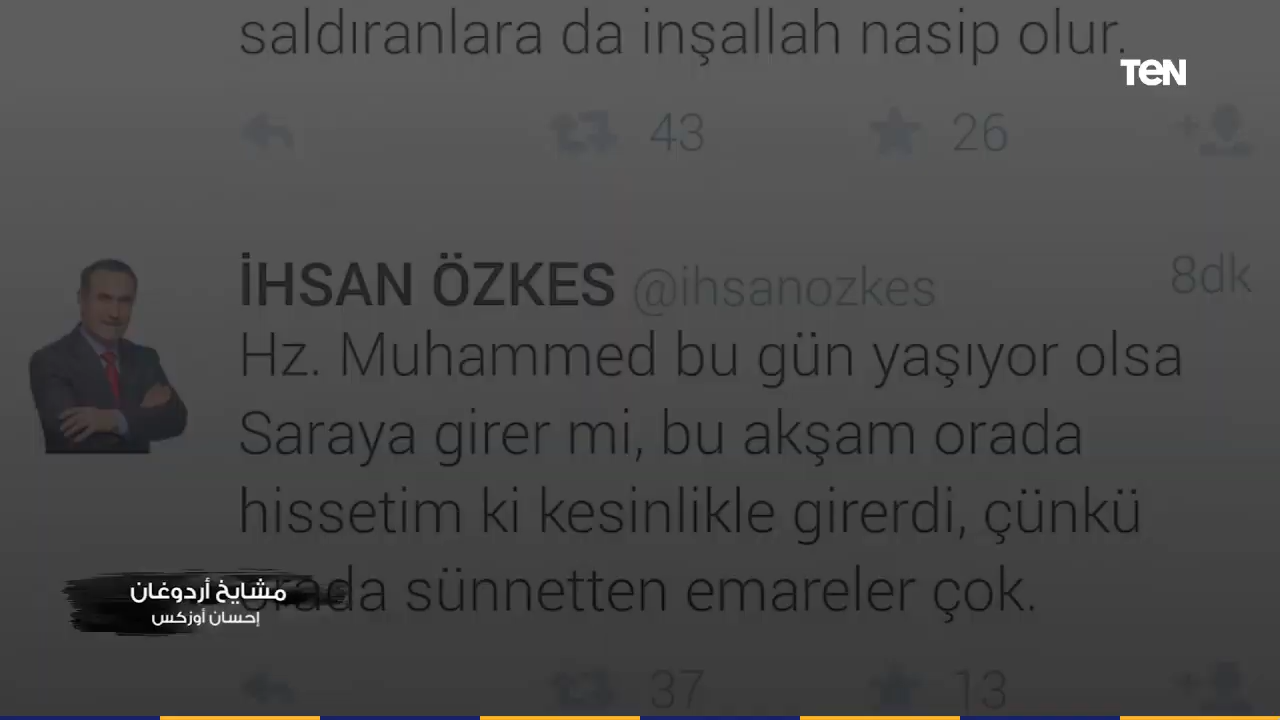 saldıranlara da inşallah nasip olur.
TEN
43
26
İHSAN ÖZKES @ihsanozkes
8dk
Hz. Muhammed bu gün yaşıyor olsa
Saraya girer mi, bu akşam orada
hissetim ki kesinlikle girerdi, çünkü
orada sünnetten emareler çok.
مشايخ أردوغان
إحسان أوزكس
37
13